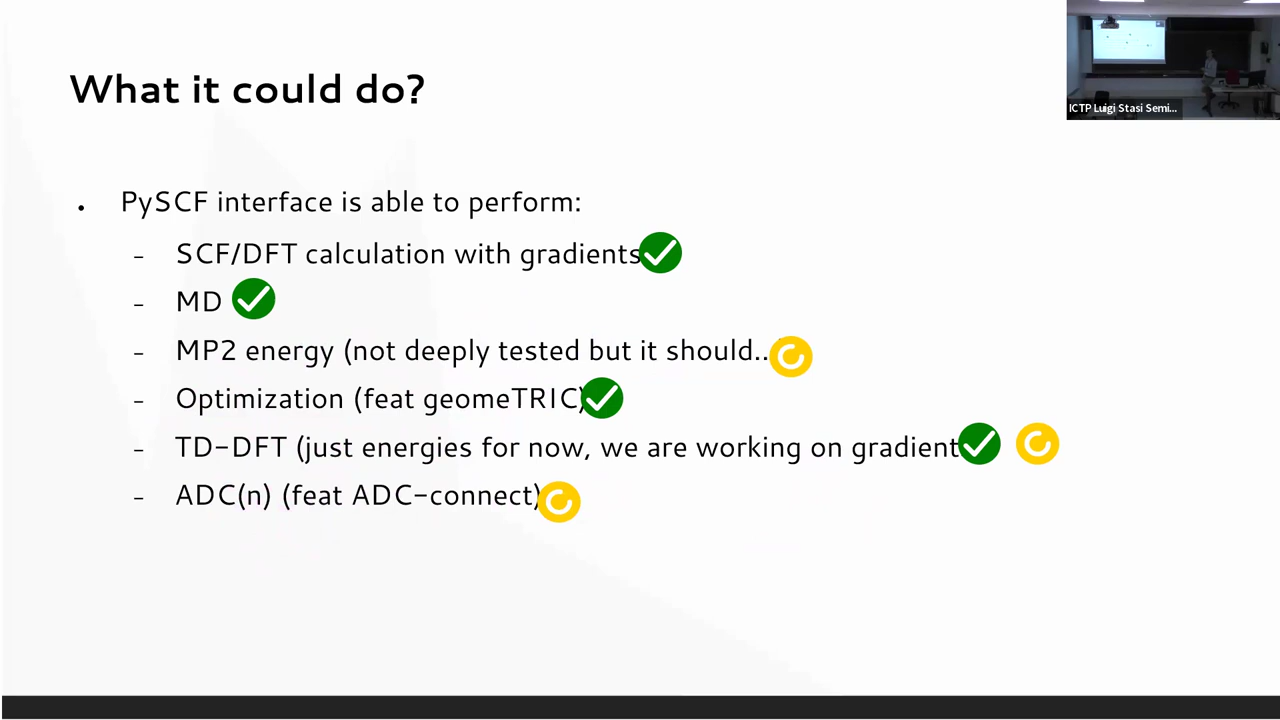 What it could do?
ICTP Luigi Stasi Semi...
● PySCF interface is able to perform:
– SCF/DFT calculation with gradients
– MD
– MP2 energy (not deeply tested but it should..
– Optimization (feat geomeTRIC)
– TD-DFT (just energies for now, we are working on gradient
– ADC(n) (feat ADC-connect)